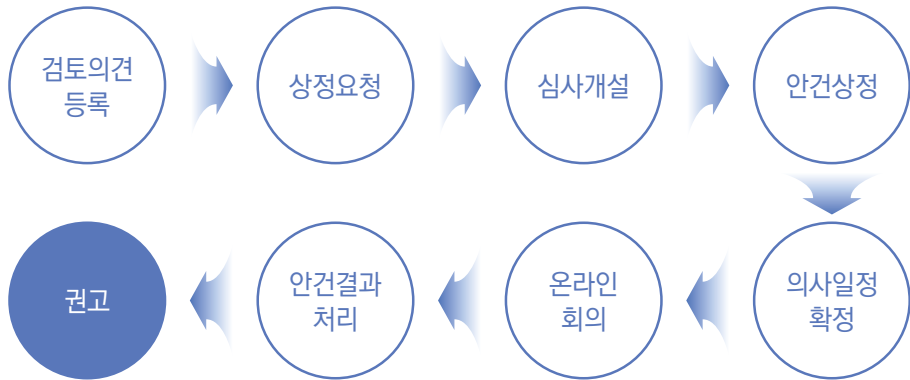 검토의견
등록
상정요청
심사개설
안건상정
의사일정
확정
온라인
회의
안건결과
처리
권고